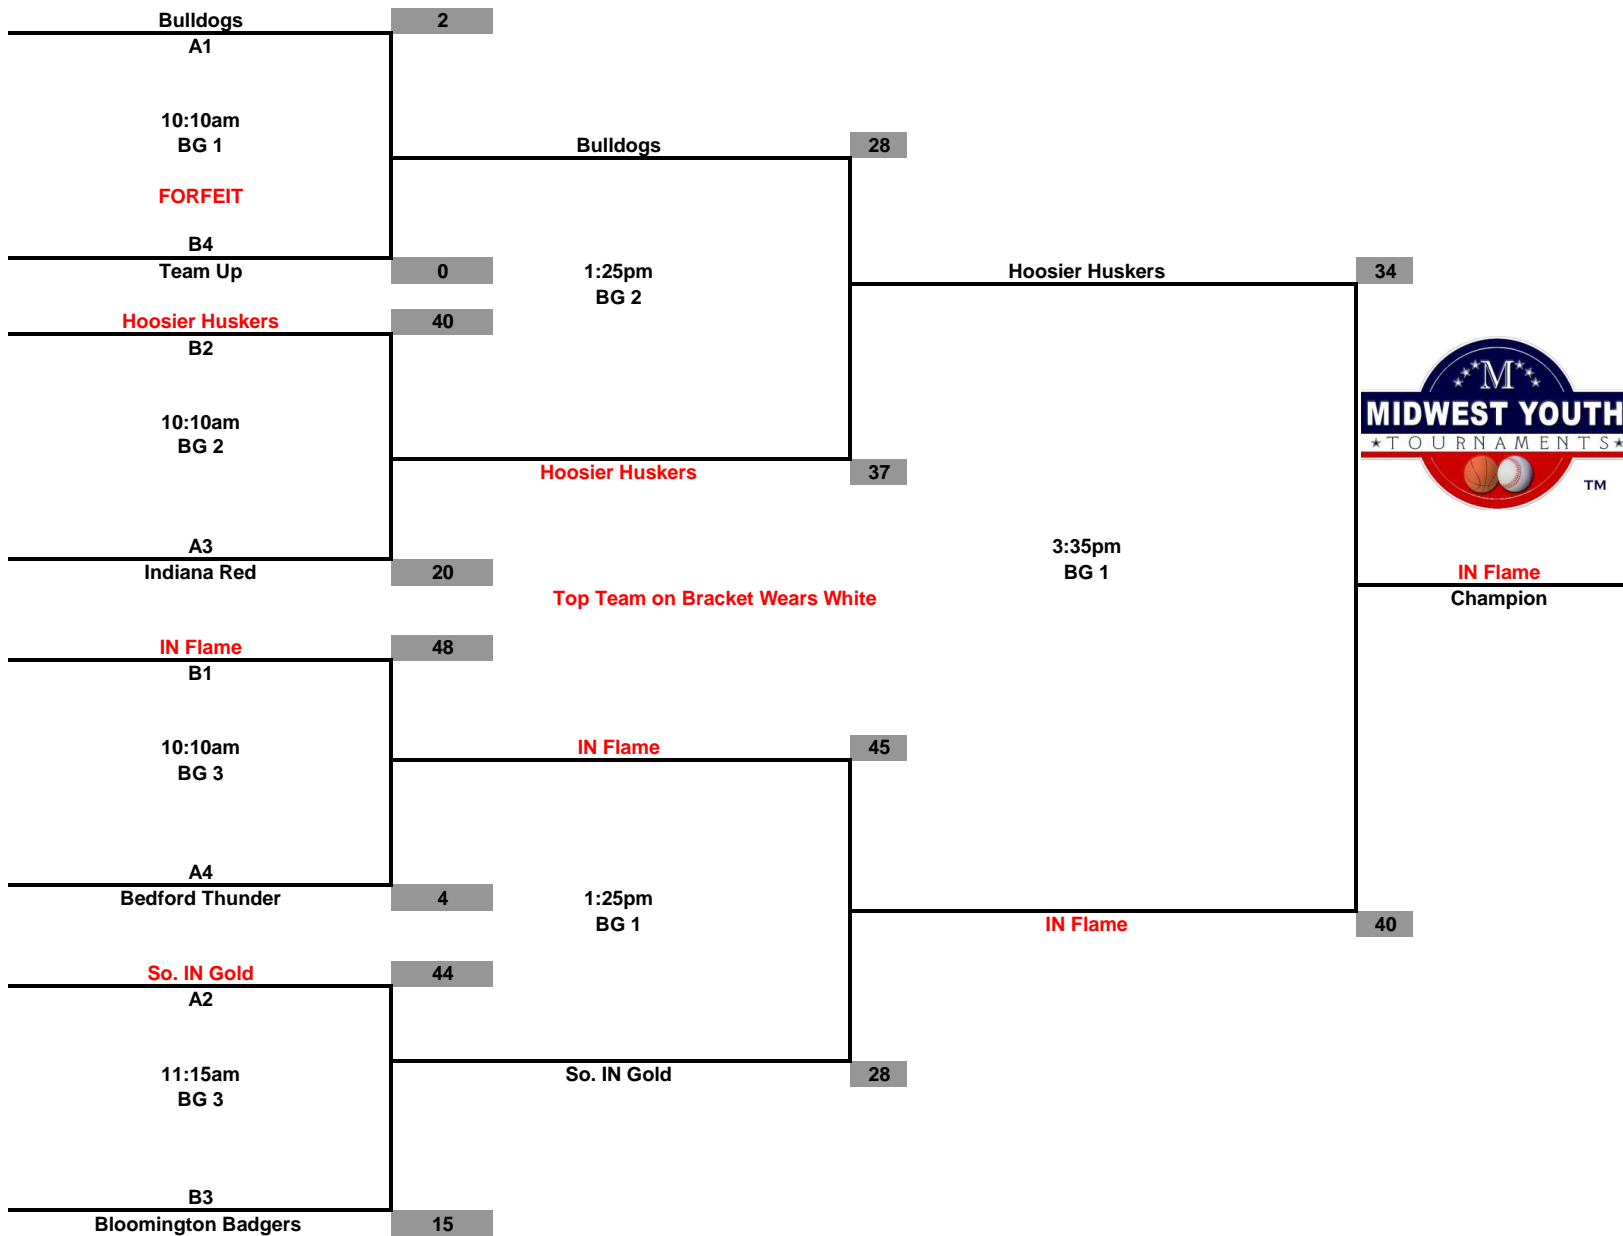 Bulldogs 2
A1
10:10am
BG 1
FORFEIT
B4
Team Up 0
Hoosier Huskers 40
B2
10:10am
BG 2
A3
Indiana Red 20
IN Flame 48
B1
10:10am
BG 3
A4
Bedford Thunder 4
So. IN Gold 44
A2
11:15am
BG 3
B3
Bloomington Badgers 15
Bulldogs 28
1:25pm
BG 2
Hoosier Huskers 37
Top Team on Bracket Wears White
IN Flame 45
1:25pm
BG 1
So. IN Gold 28
Hoosier Huskers 34
3:35pm
BG 1
IN Flame 40
M
MIDWEST YOUTH
TOURNAMENTS
TM
IN Flame
Champion